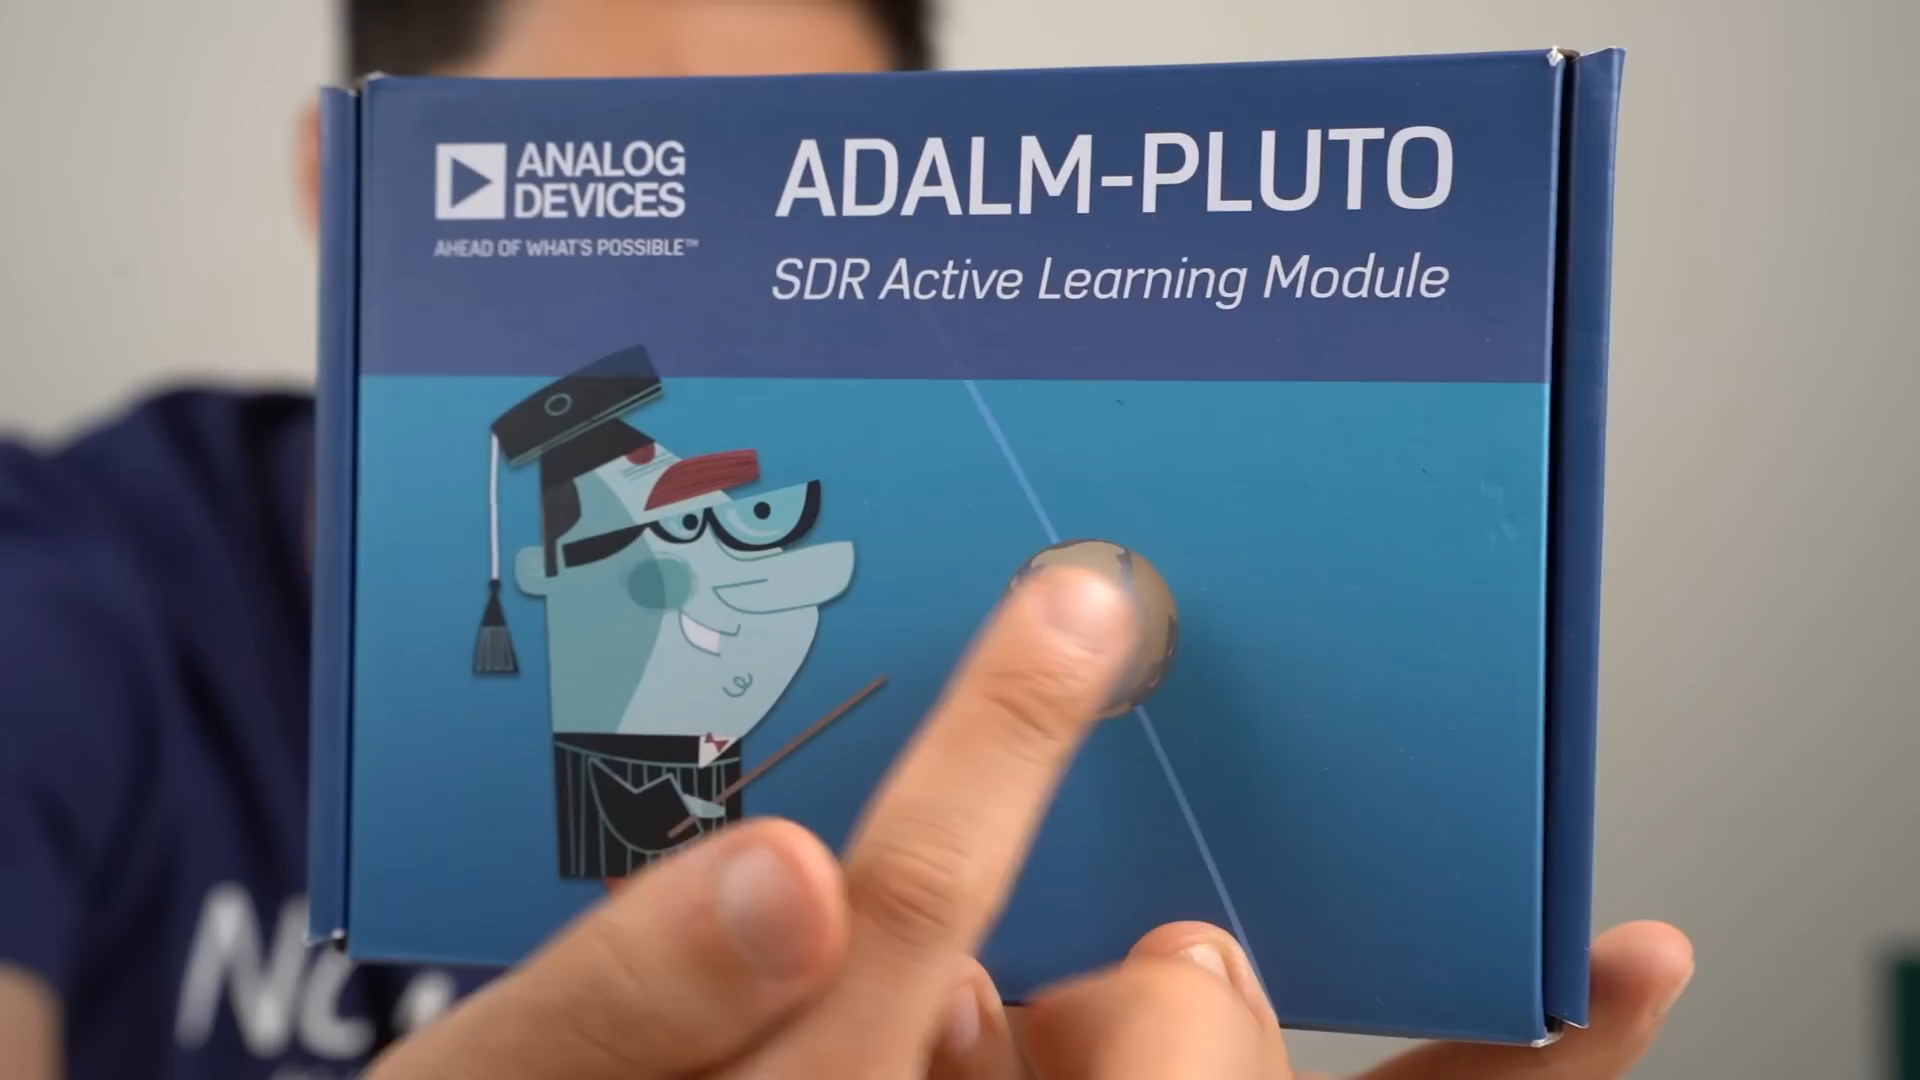 ANALOG
DEVICES
AHEAD OF WHAT'S POSSIBLE™
ADALM-PLUTO
SDR Active Learning Module